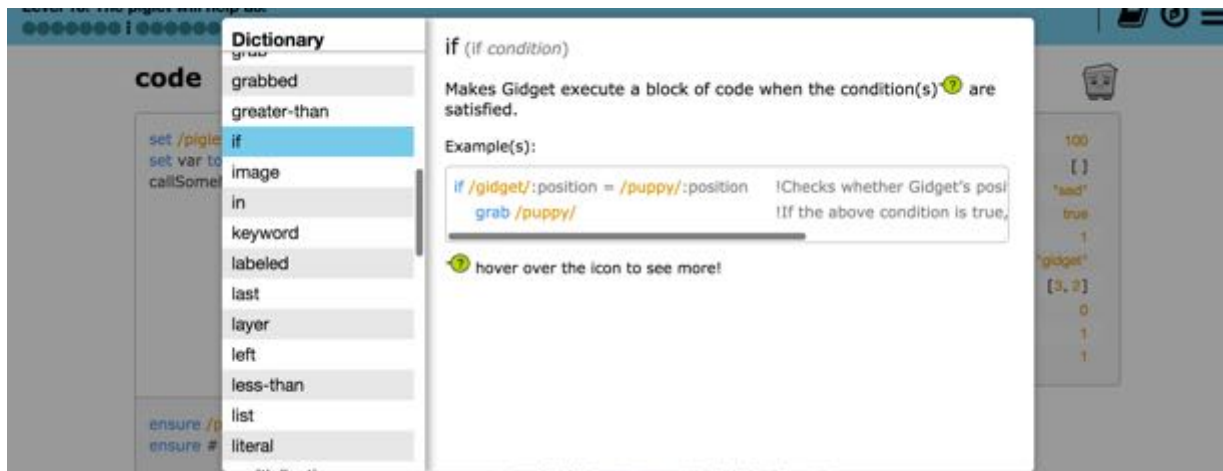 Dictionary
code
grab
grabbed
greater-than
if
image
in
keyword
labeled
last
layer
left
less-than
list
literal
if (if condition)
Makes Gidget execute a block of code when the condition(s) ? are
satisfied.
Example(s):
if /gidget/:position = /puppy/:position !Checks whether Gidget's posi
grab /puppy/ !If the above condition is true,
? hover over the icon to see more!
set /pigle
set var to
callSome
ensure /p
ensure #
100
[ ]
"sad"
true
1
"gidget"
[3, 2]
0
1
1